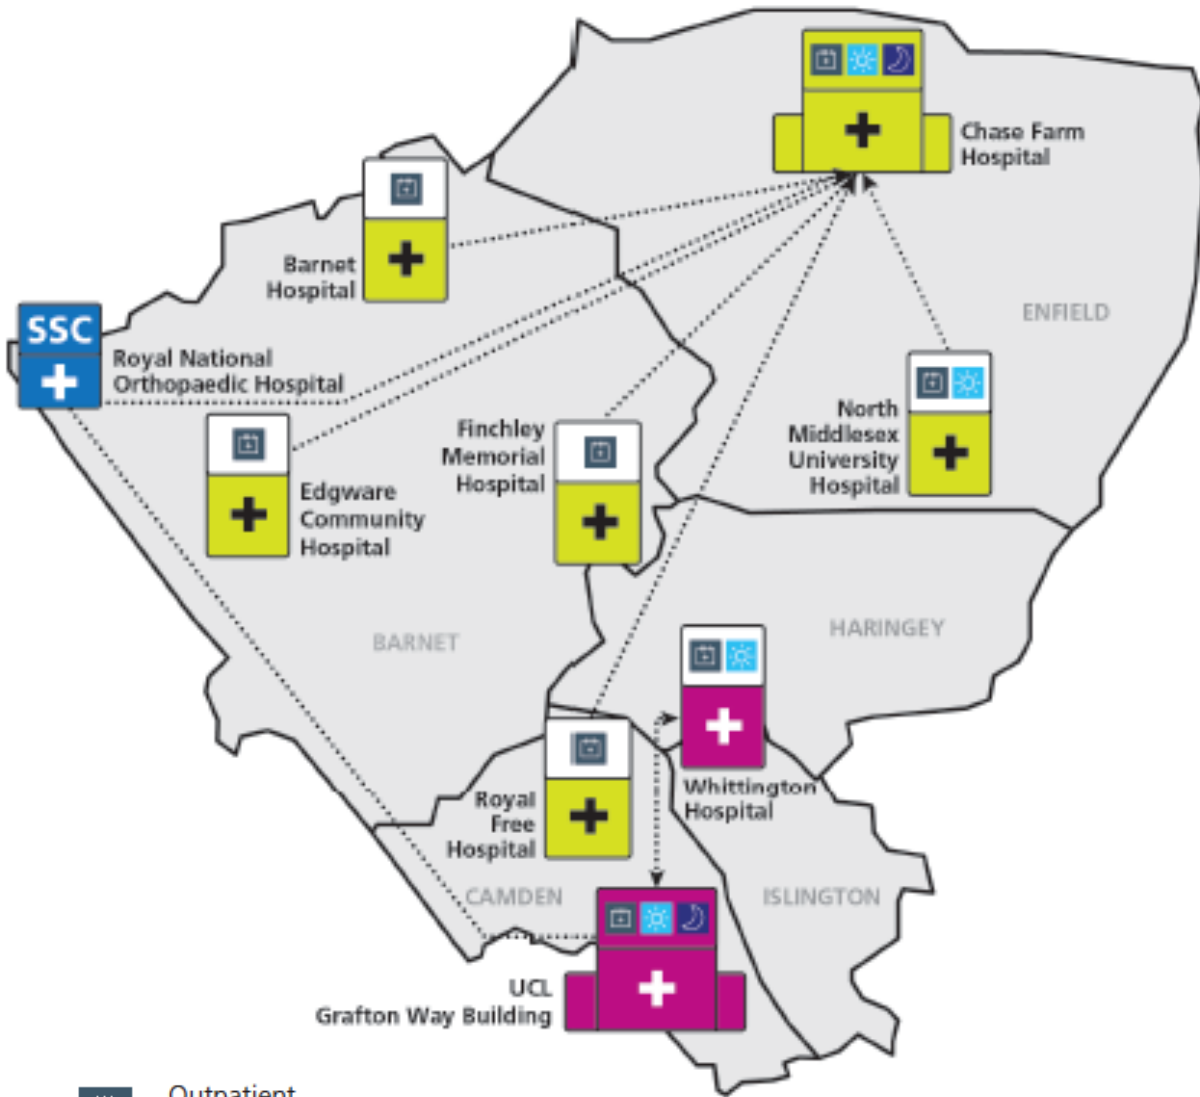 Chase Farm
Hospital
Barnet
Hospital
ENFIELD
SSC
Royal National
Orthopaedic Hospital
North
Middlesex
University
Hospital
Finchley
Memorial
Hospital
Edgware
Community
Hospital
BARNET
HARINGEY
Whittington
Hospital
Royal
Free
Hospital
CAMDEN
ISLINGTON
UCL
Grafton Way Building
Outpatient